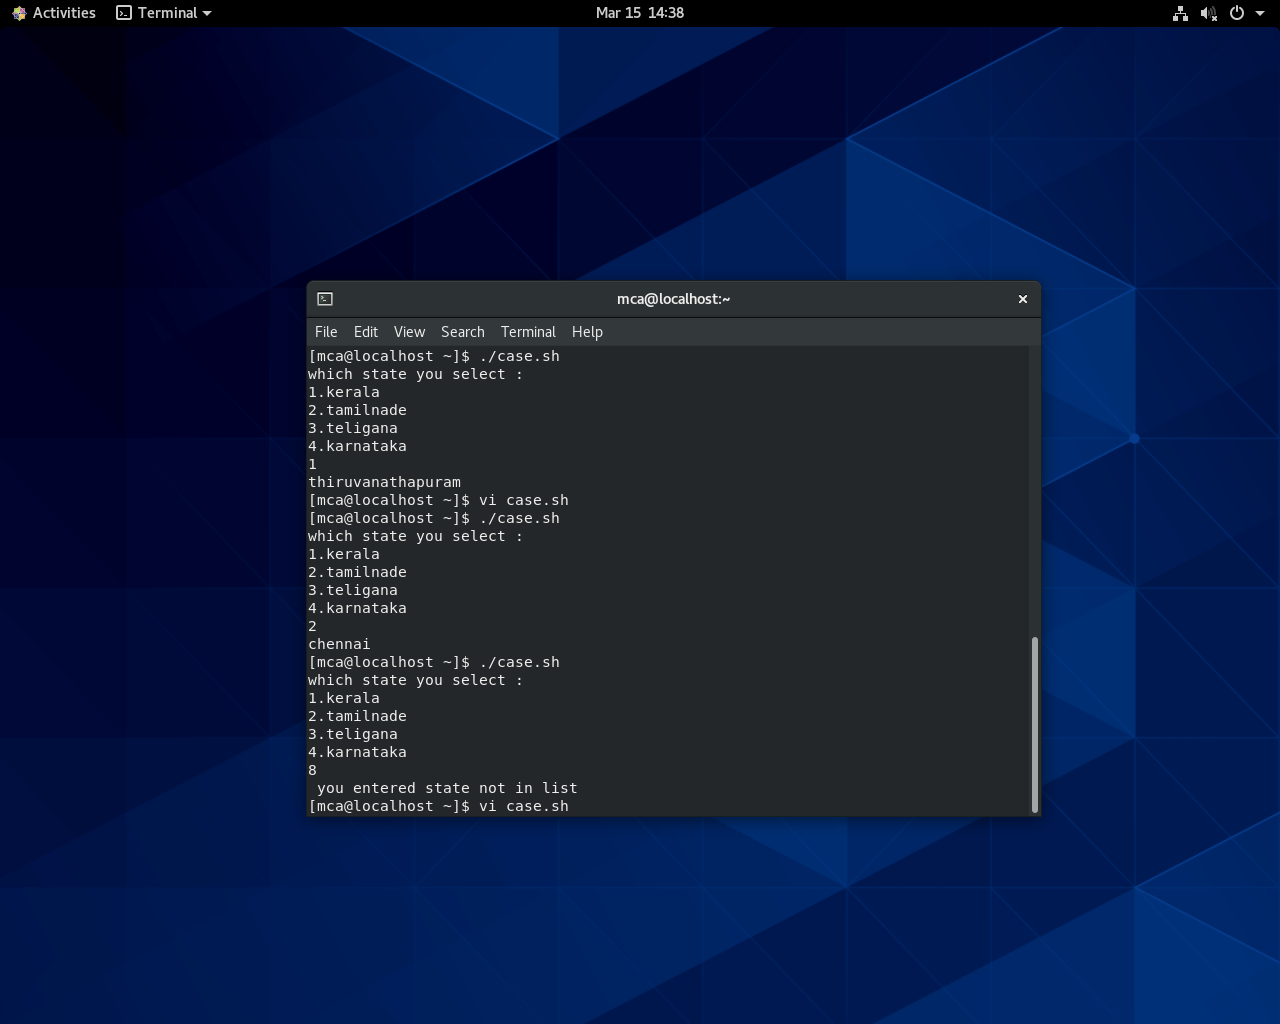 Activities
Terminal
Mar 15 14:38
mca@localhost:~
File Edit View Search Terminal Help
[mca@localhost ~]$ ./case.sh
which state you select :
1.kerala
2.tamilnade
3.teligana
4.karnataka
1
thiruvanathapuram
[mca@localhost ~]$ vi case.sh
[mca@localhost ~]$ ./case.sh
which state you select :
1.kerala
2.tamilnade
3.teligana
4.karnataka
2
chennai
[mca@localhost ~]$ ./case.sh
which state you select :
1.kerala
2.tamilnade
3.teligana
4.karnataka
8
 you entered state not in list
[mca@localhost ~]$ vi case.sh